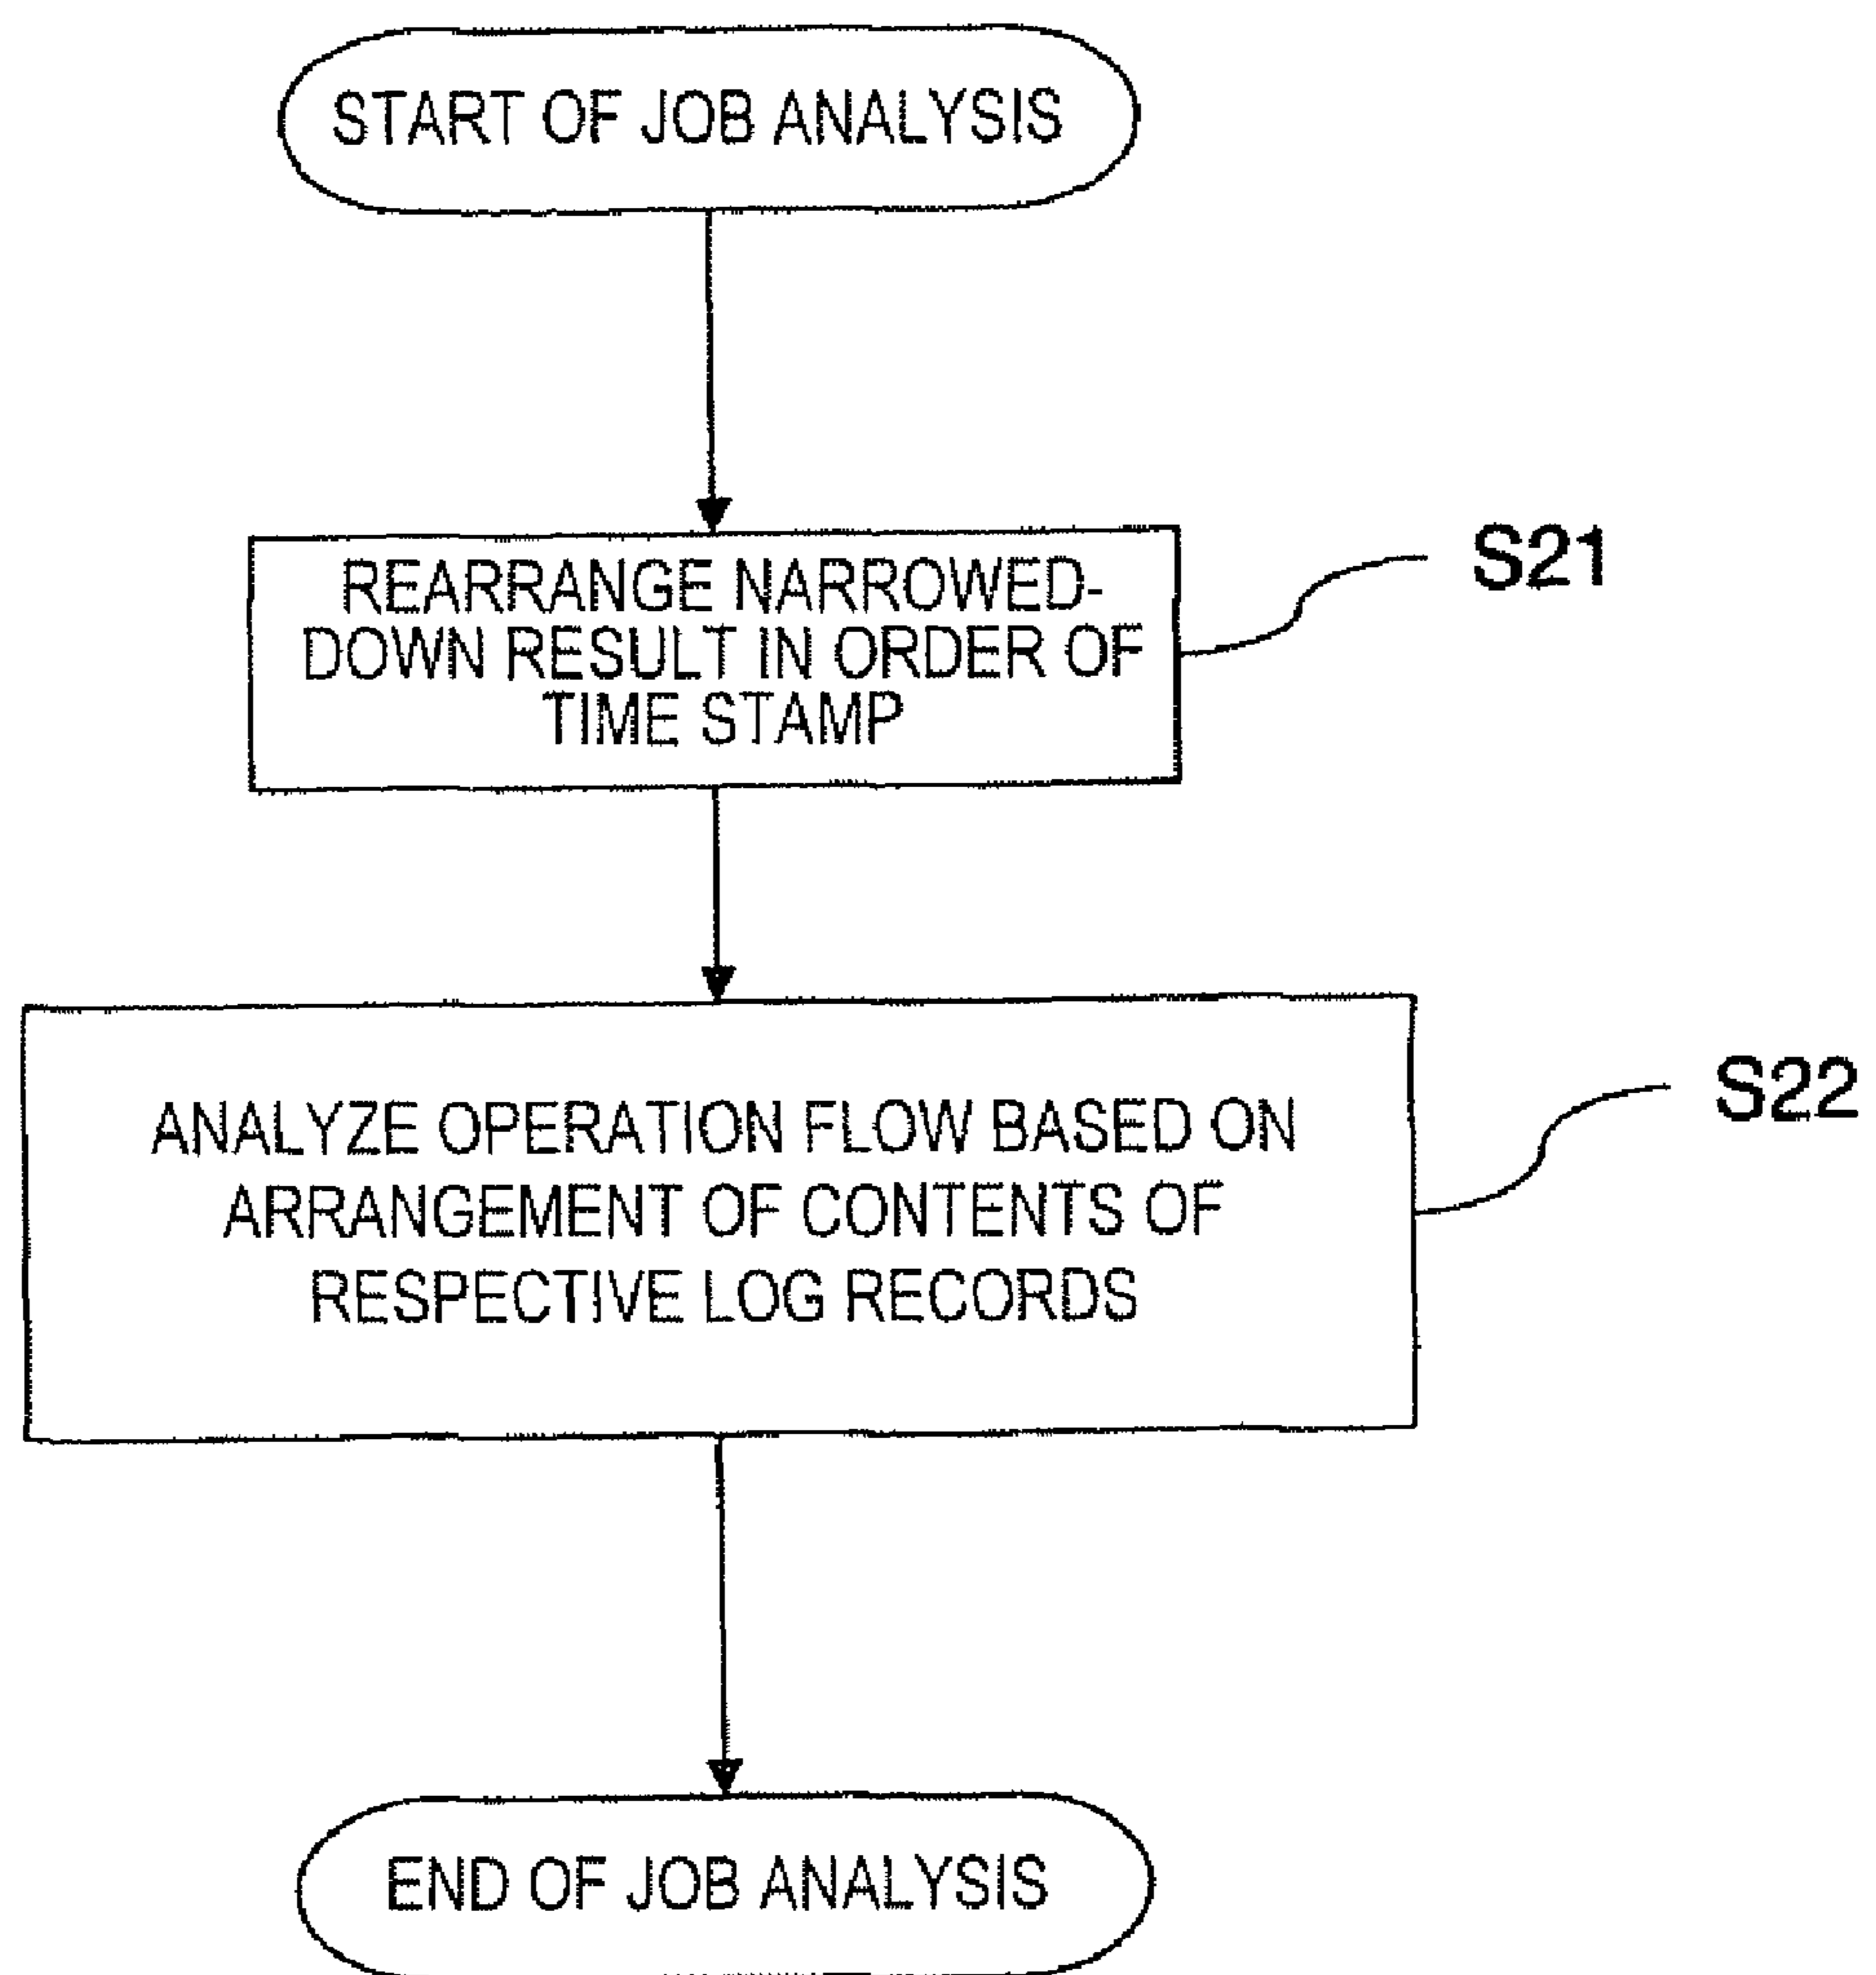 START OF JOB ANALYSIS
REARRANGE NARROWED-
DOWN RESULT IN ORDER OF
TIME STAMP
S21
ANALYZE OPERATION FLOW BASED ON
ARRANGEMENT OF CONTENTS OF
RESPECTIVE LOG RECORDS
S22
END OF JOB ANALYSIS